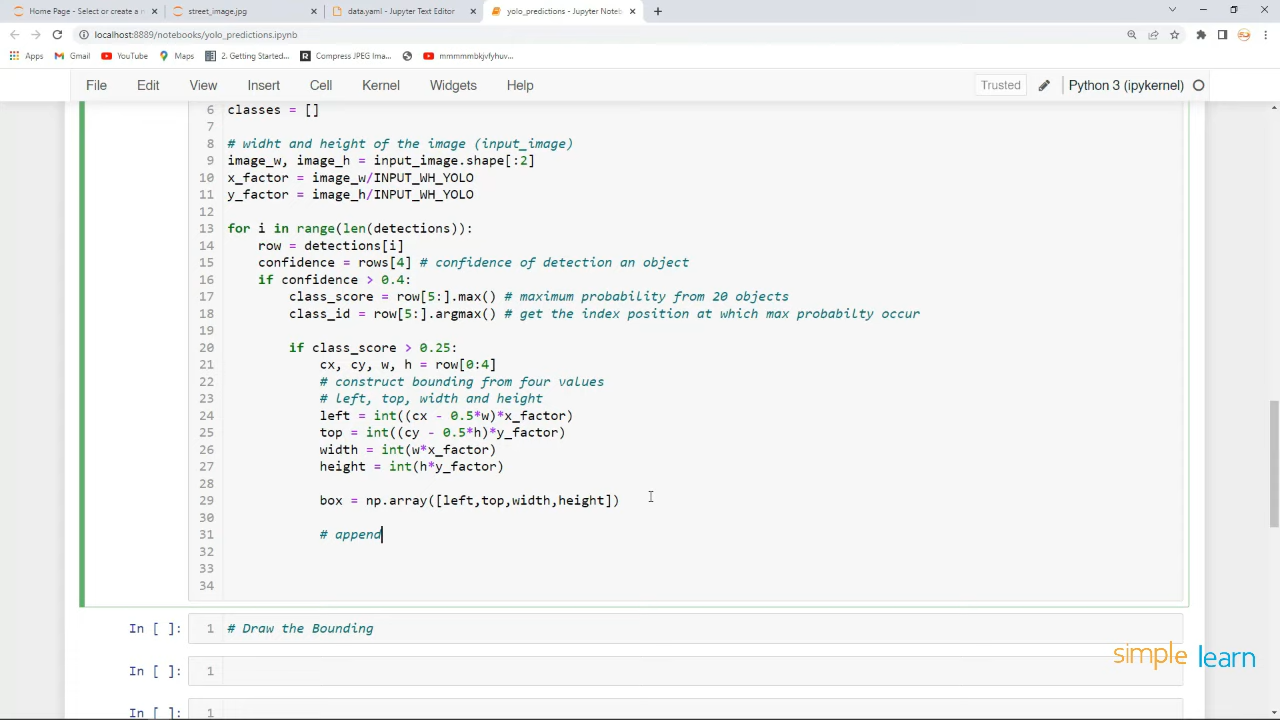 Home Page - Select or create a n
street_image.jpg
data.yaml - Jupyter Text Editor
yolo_predictions - Jupyter Noteb
localhost:8889/notebooks/yolo_predictions.ipynb
Apps
Gmail
YouTube
Maps
2. Getting Started...
Compress JPEG Imag...
mmmmmbkjvfyhuv...
File Edit View Insert Cell Kernel Widgets Help
Trusted
Python 3 (ipykernel)
6 classes = []
7
8 # widht and height of the image (input_image)
9 image_w, image_h = input_image.shape[:2]
10 x_factor = image_w/INPUT_WH_YOLO
11 y_factor = image_h/INPUT_WH_YOLO
12
13 for i in range(len(detections)):
14 row = detections[i]
15 confidence = rows[4] # confidence of detection an object
16 if confidence > 0.4:
17 class_score = row[5:].max() # maximum probability from 20 objects
18 class_id = row[5:].argmax() # get the index position at which max probabilty occur
19
20 if class_score > 0.25:
21 cx, cy, w, h = row[0:4]
22 # construct bounding from four values
23 # left, top, width and height
24 left = int((cx - 0.5*w)*x_factor)
25 top = int((cy - 0.5*h)*y_factor)
26 width = int(w*x_factor)
27 height = int(h*y_factor)
28
29 box = np.array([left,top,width,height])
30
31 # append
32
33
34
In [ ]: 1 # Draw the Bounding
In [ ]: 1
In [ ]: 1
simplelearn